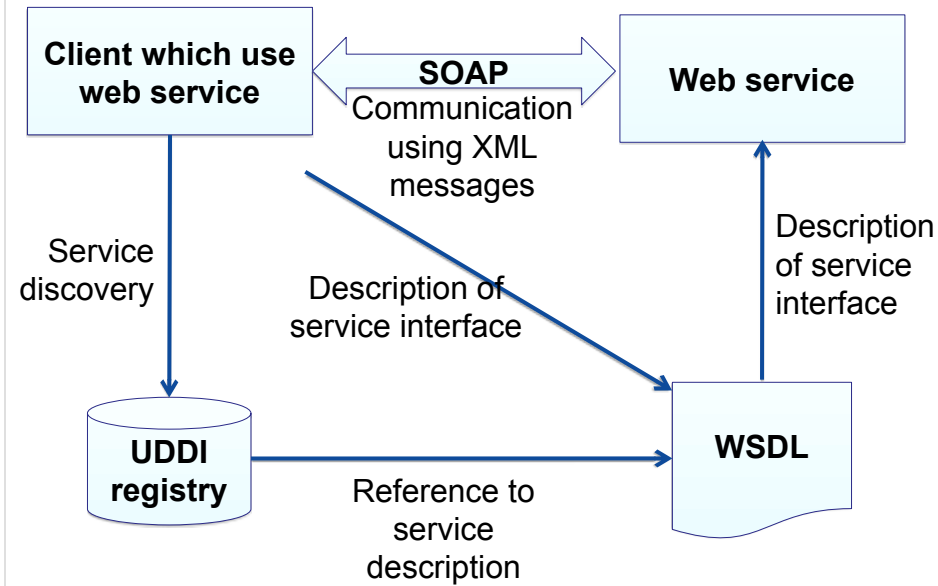 Client which use
web service
SOAP
Communication
using XML
messages
Web service
Service
discovery
Description of
service interface
Description
of service
interface
UDDI
registry
WSDL
Reference to
service
description